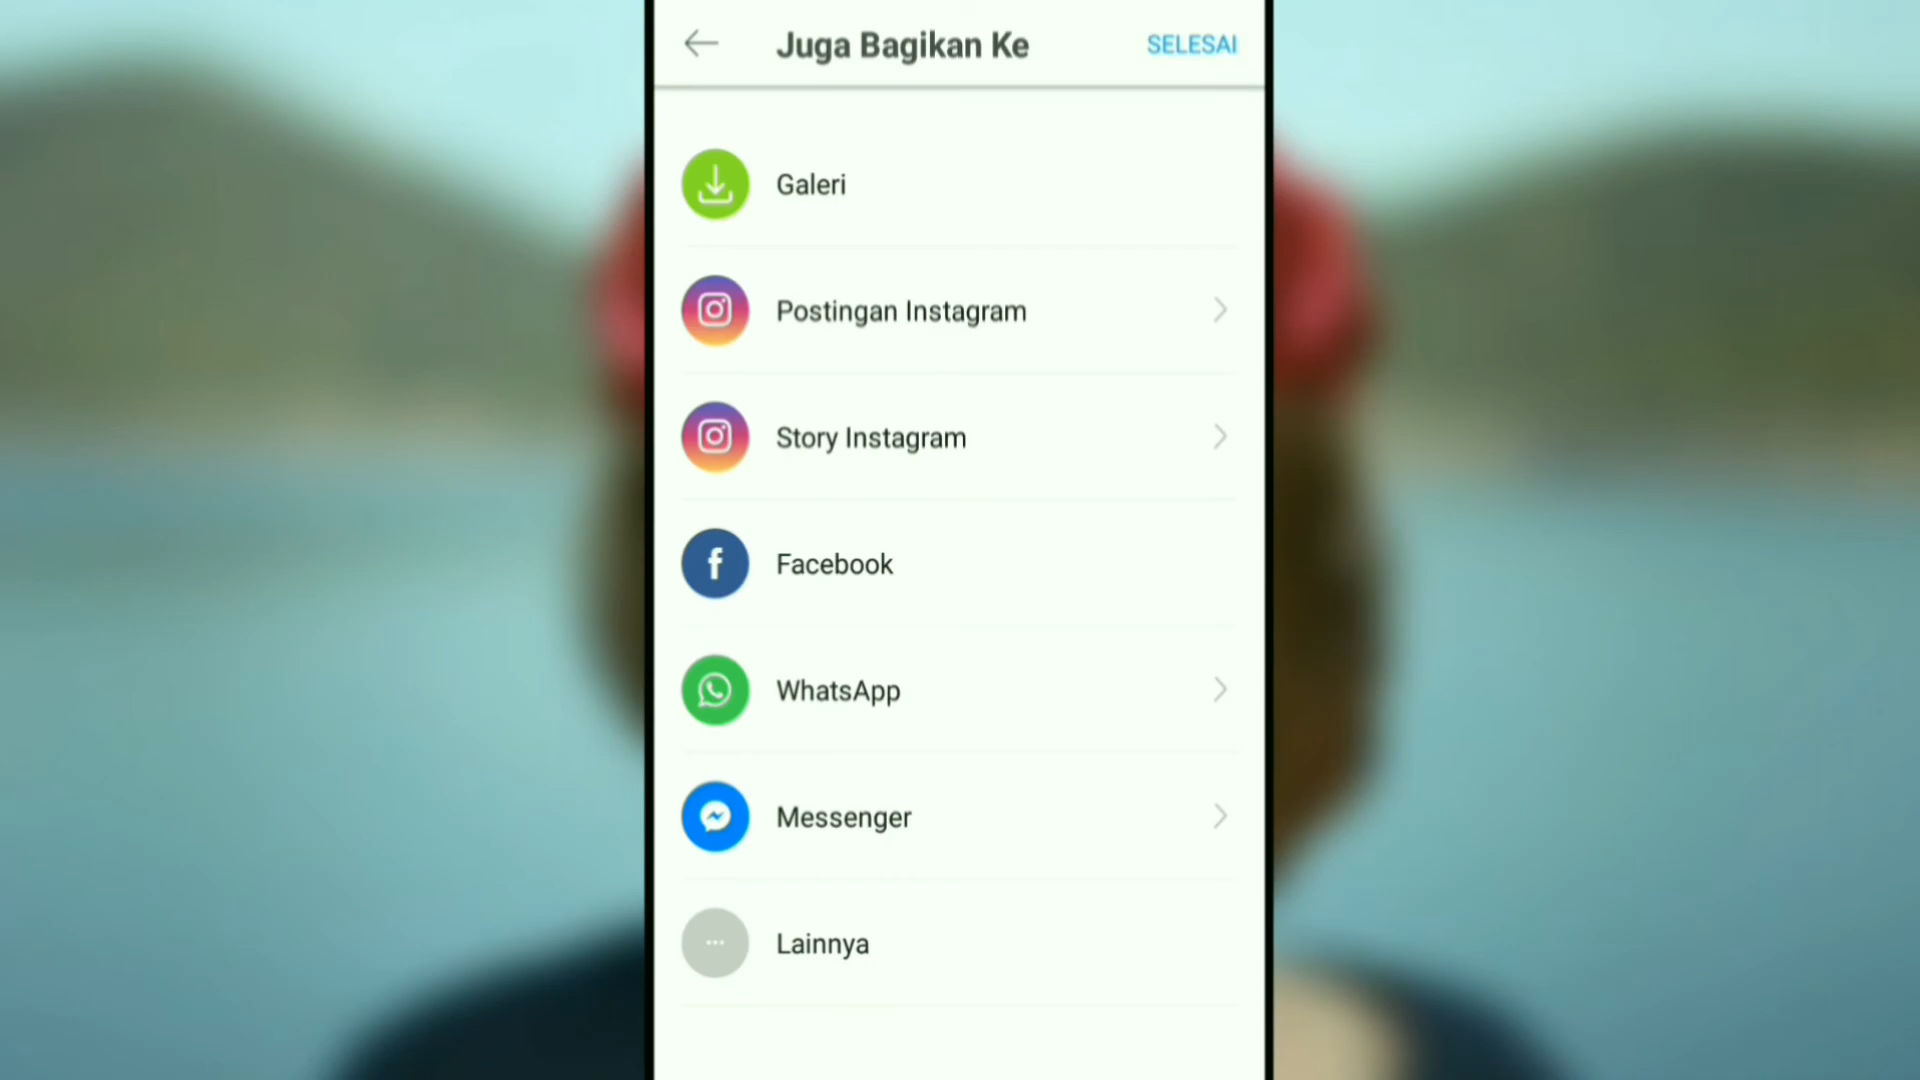 Juga Bagikan Ke
SELESAI
Galeri
Postingan Instagram
Story Instagram
Facebook
WhatsApp
Messenger
Lainnya